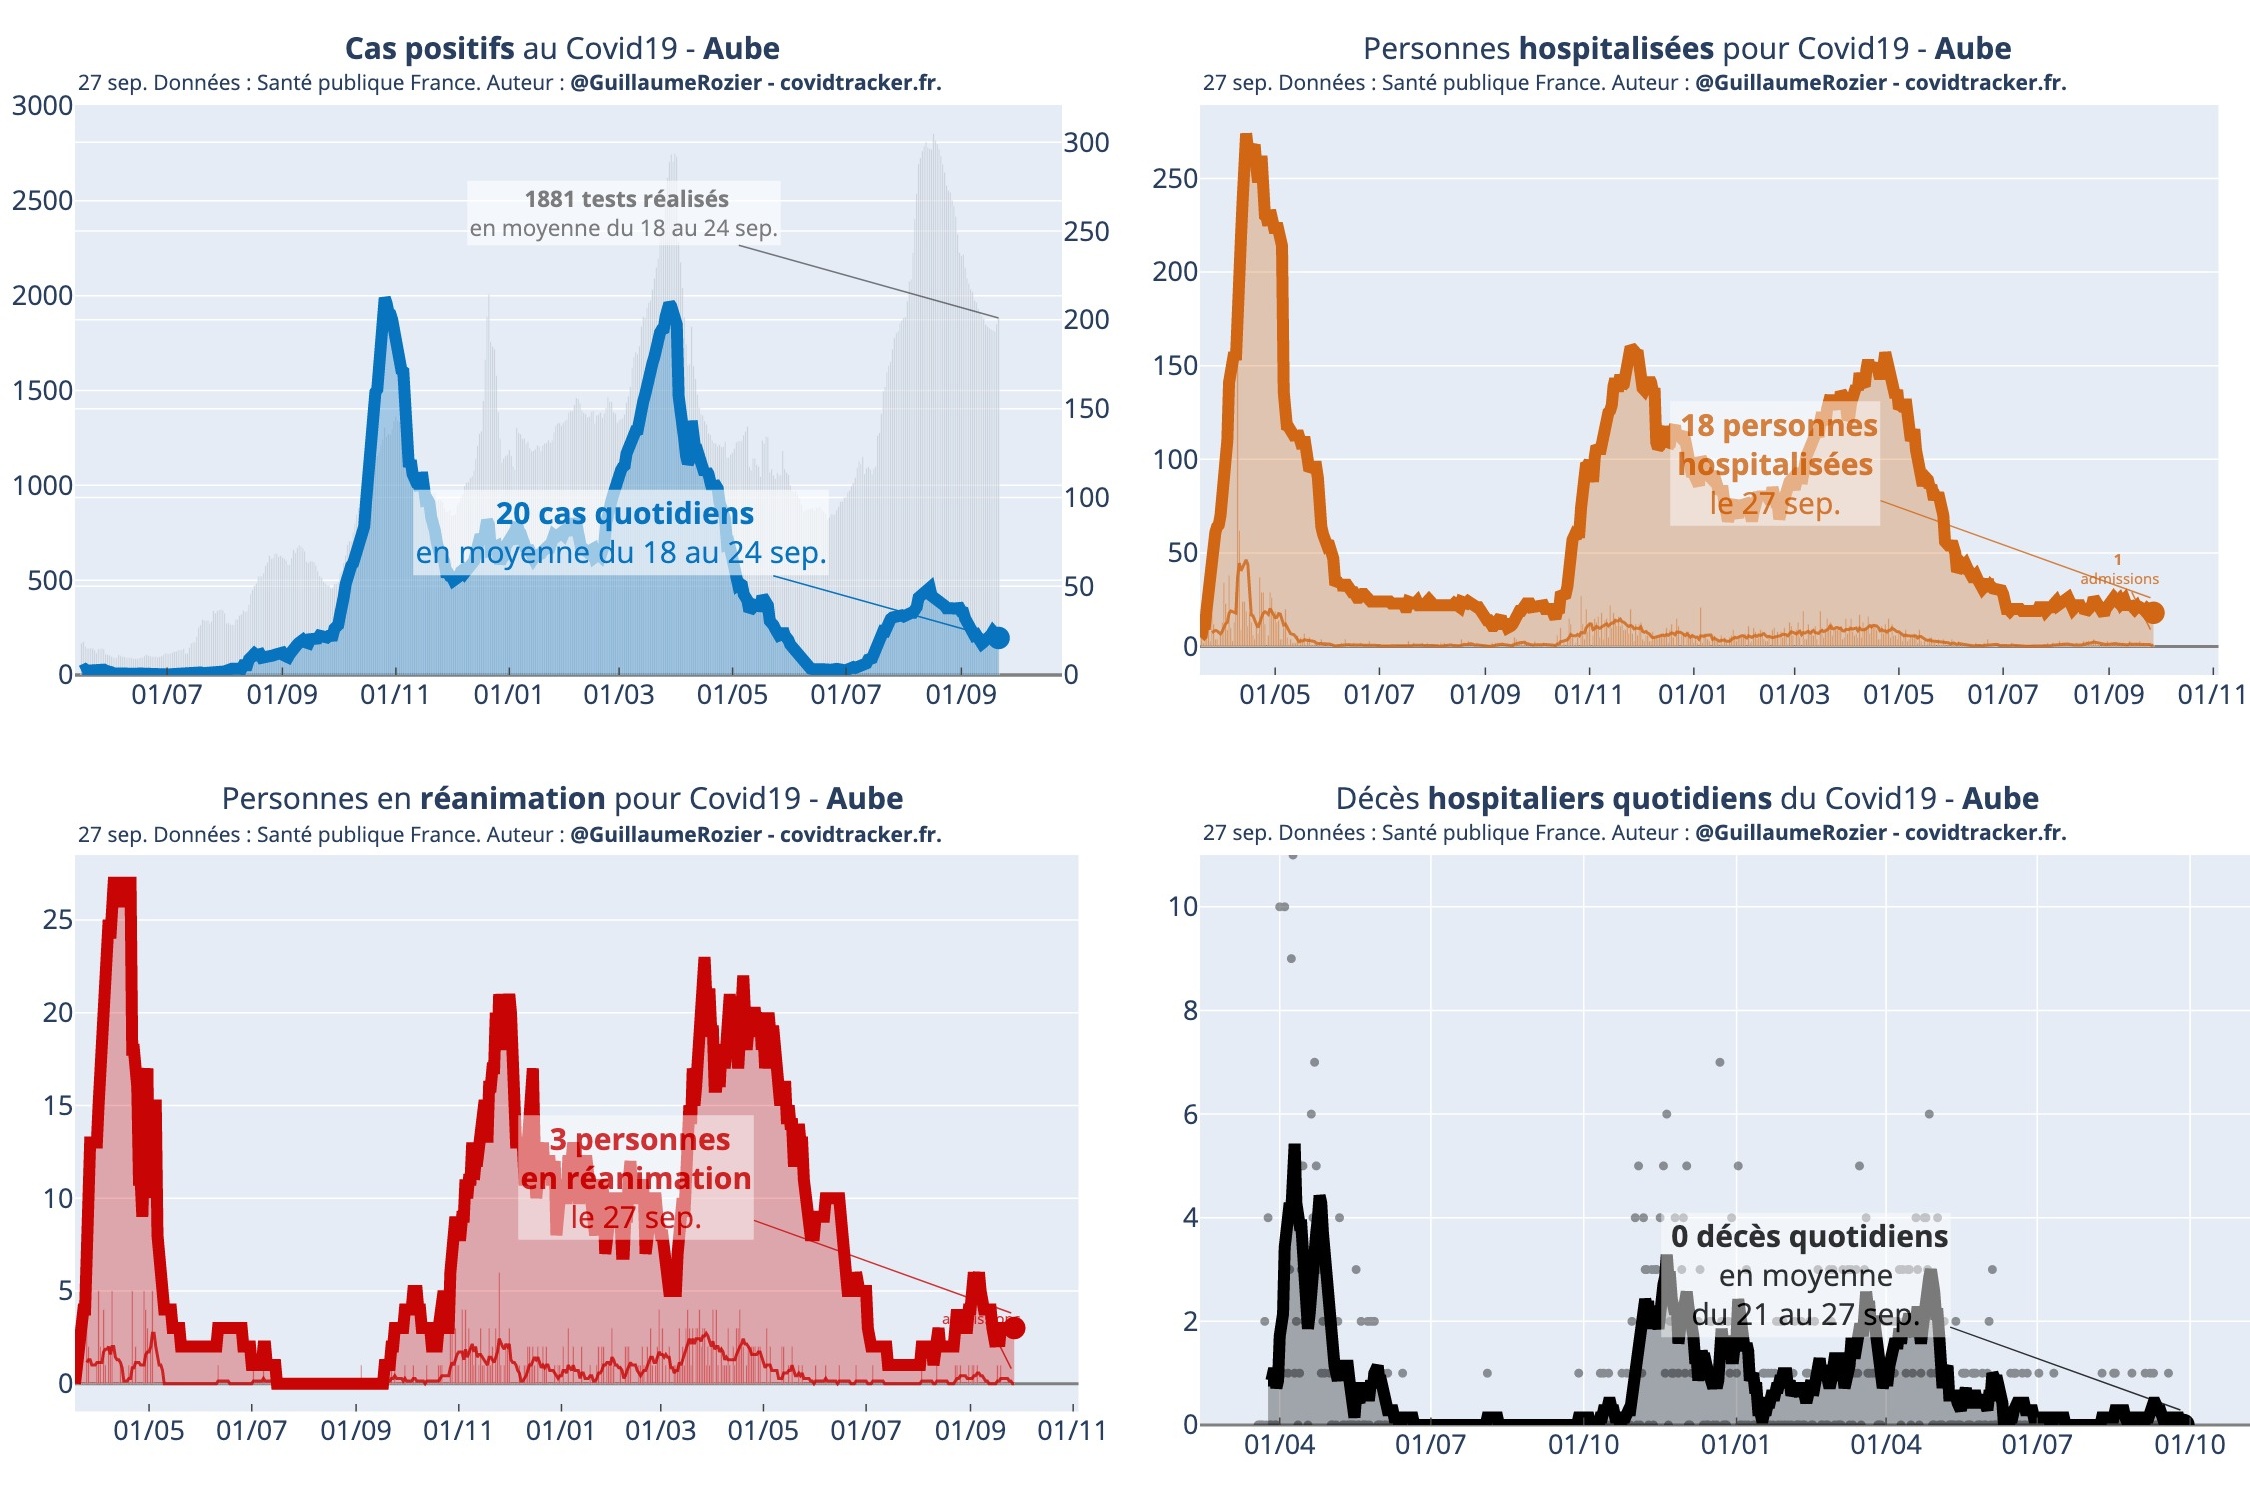 Cas positifs au Covid19 - Aube
27 sep. Données : Santé publique France. Auteur : @GuillaumeRozier - covidtracker.fr.
3000
2500
2000
1500
1000
500
0
300
250
200
150
100
50
0
1881 tests réalisés
en moyenne du 18 au 24 sep.
20 cas quotidiens
en moyenne du 18 au 24 sep.
01/07 01/09 01/11 01/01 01/03 01/05 01/07 01/09
Personnes hospitalisées pour Covid19 - Aube
27 sep. Données : Santé publique France. Auteur : @GuillaumeRozier - covidtracker.fr.
250
200
150
100
50
0
18 personnes
hospitalisées
le 27 sep.
1
admissions
01/05 01/07 01/09 01/11 01/01 01/03 01/05 01/07 01/09 01/11
Personnes en réanimation pour Covid19 - Aube
27 sep. Données : Santé publique France. Auteur : @GuillaumeRozier - covidtracker.fr.
25
20
15
10
5
0
3 personnes
en réanimation
le 27 sep.
admissions
01/05 01/07 01/09 01/11 01/01 01/03 01/05 01/07 01/09 01/11
Décès hospitaliers quotidiens du Covid19 - Aube
27 sep. Données : Santé publique France. Auteur : @GuillaumeRozier - covidtracker.fr.
10
8
6
4
2
0
0 décès quotidiens
en moyenne
du 21 au 27 sep.
01/04 01/07 01/10 01/01 01/04 01/07 01/10